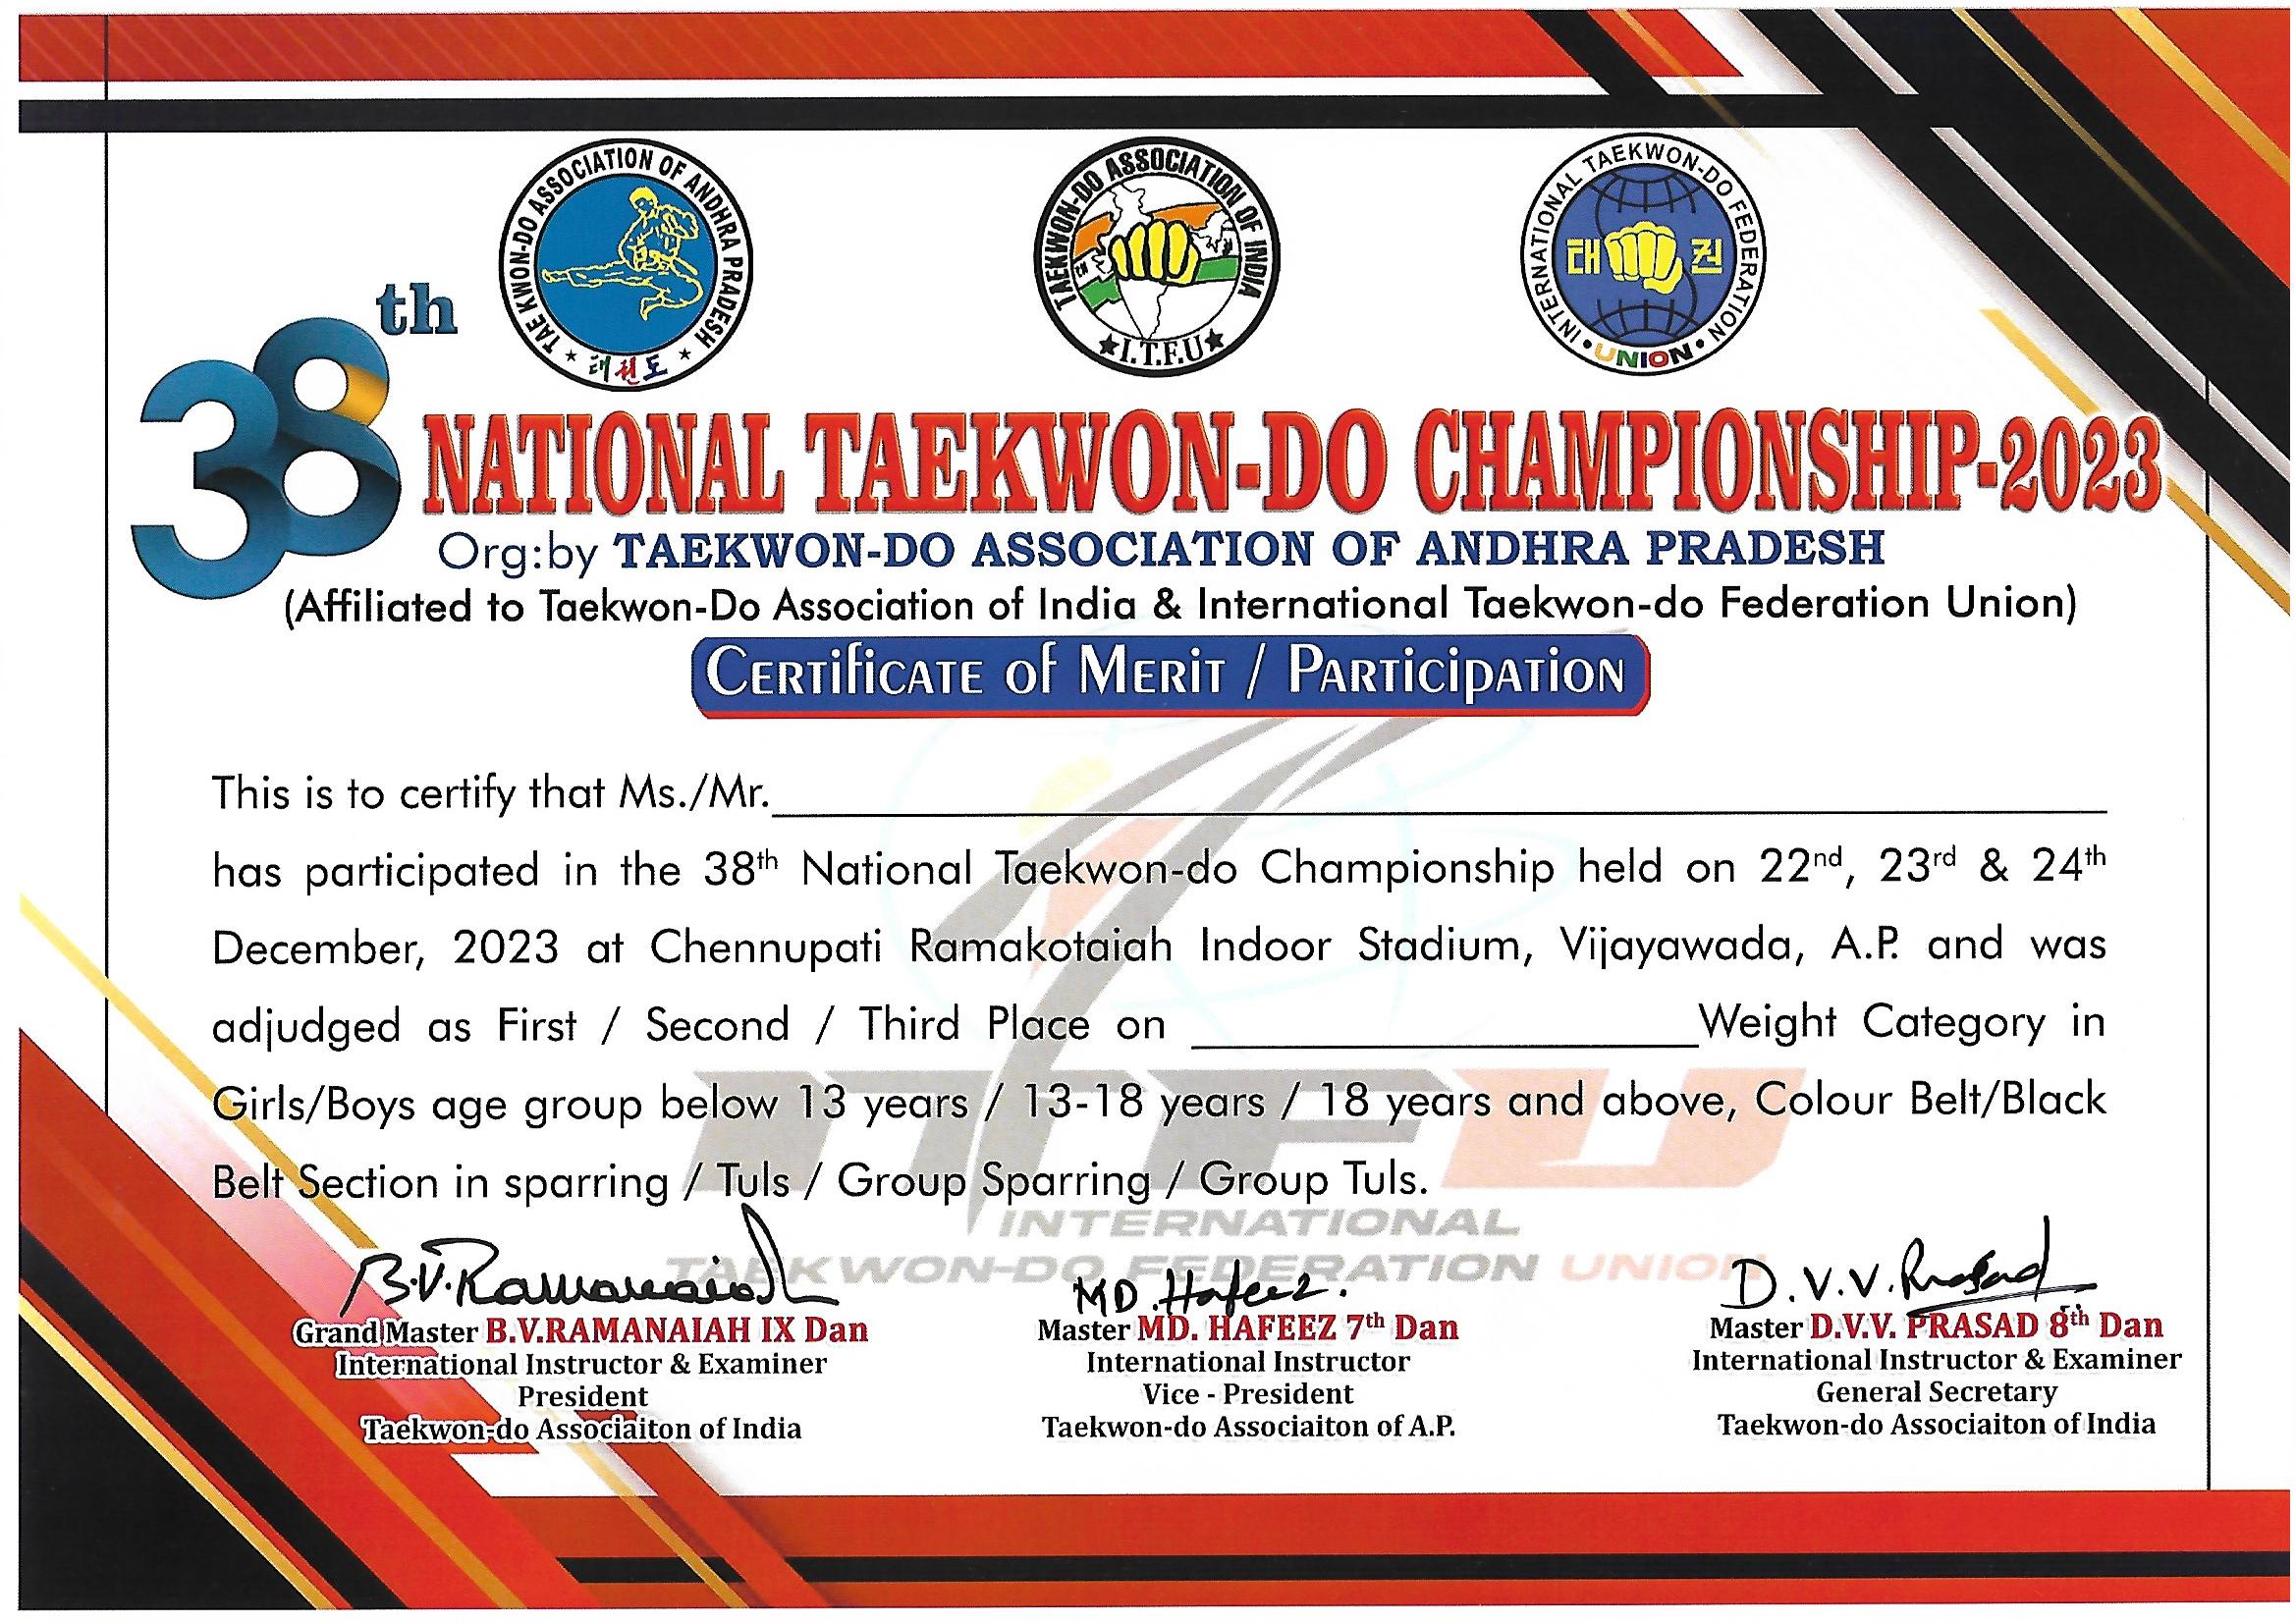 TAE KWON-DO ASSOCIATION OF ANDHRA PRADESH
태권도
TAEKWON-DO ASSOCIATION OF INDIA
I.T.F.U
INTERNATIONAL TAEKWON-DO FEDERATION
태 권
UNION
38th
NATIONAL TAEKWON-DO CHAMPIONSHIP-2023
Org:by TAEKWON-DO ASSOCIATION OF ANDHRA PRADESH
(Affiliated to Taekwon-Do Association of India & International Taekwon-do Federation Union)
Certificate of Merit / Participation
This is to certify that Ms./Mr.
has participated in the 38th National Taekwon-do Championship held on 22nd, 23rd & 24th
December, 2023 at Chennupati Ramakotaiah Indoor Stadium, Vijayawada, A.P. and was
adjudged as First / Second / Third Place on Weight Category in
Girls/Boys age group below 13 years / 13-18 years / 18 years and above, Colour Belt/Black
Belt Section in sparring / Tuls / Group Sparring / Group Tuls.
INTERNATIONAL
TAEKWON-DO FEDERATION UNION
B.V.Ramanaiah
Grand Master B.V.RAMANAIAH IX Dan
International Instructor & Examiner
President
Taekwon-do Associaiton of India
MD.Hafeez.
Master MD. HAFEEZ 7th Dan
International Instructor
Vice - President
Taekwon-do Associaiton of A.P.
D.V.V.Prasad
Master D.V.V. PRASAD 8th Dan
International Instructor & Examiner
General Secretary
Taekwon-do Associaiton of India